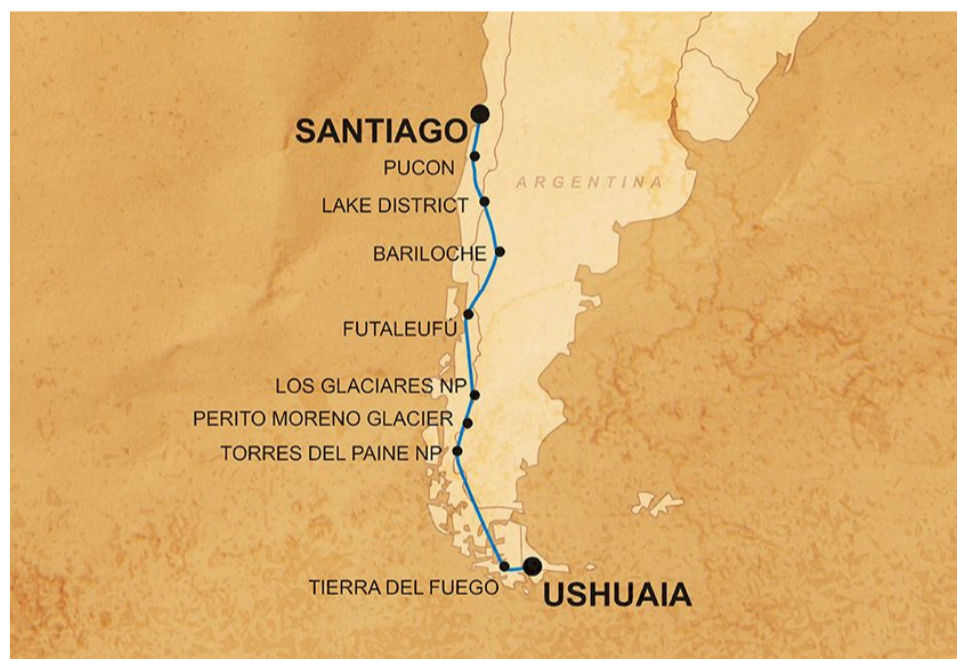 SANTIAGO
PUCON
ARGENTINA
LAKE DISTRICT
BARILOCHE
FUTALEUFÚ
LOS GLACIARES NP
PERITO MORENO GLACIER
TORRES DEL PAINE NP
TIERRA DEL FUEGO
USHUAIA